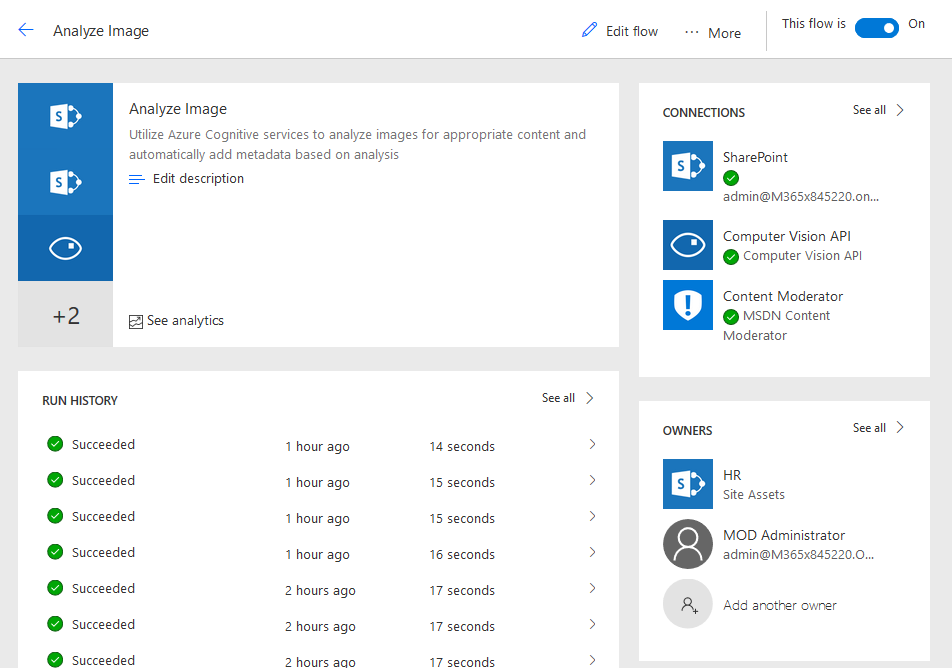 Analyze Image
Edit flow
··· More
This flow is
On
S
S
+2
Analyze Image
Utilize Azure Cognitive services to analyze images for appropriate content and
automatically add metadata based on analysis
Edit description
See analytics
CONNECTIONS
See all
S
SharePoint
admin@M365x845220.on...
Computer Vision API
Computer Vision API
Content Moderator
MSDN Content
Moderator
RUN HISTORY
See all
Succeeded 1 hour ago 14 seconds
Succeeded 1 hour ago 15 seconds
Succeeded 1 hour ago 15 seconds
Succeeded 1 hour ago 16 seconds
Succeeded 2 hours ago 17 seconds
Succeeded 2 hours ago 17 seconds
Succeeded 2 hours ago 17 seconds
OWNERS
See all
S
HR
Site Assets
MOD Administrator
admin@M365x845220.O...
Add another owner